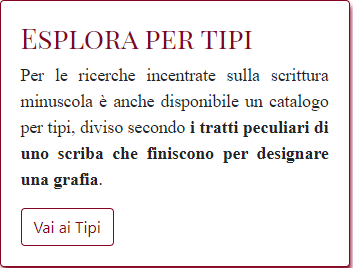 Esplora per tipi
Per le ricerche incentrate sulla scrittura
minuscola è anche disponibile un catalogo
per tipi, diviso secondo i tratti peculiari di
uno scriba che finiscono per designare
una grafia.
Vai ai Tipi